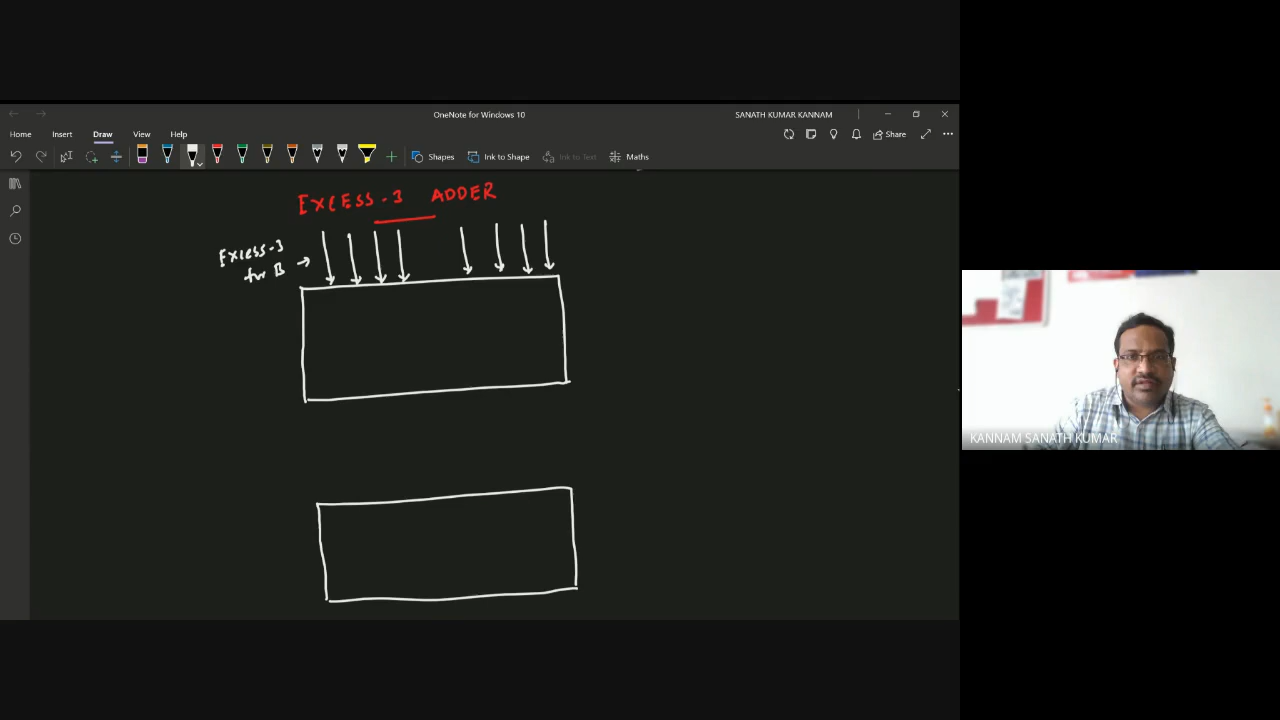 OneNote for Windows 10
SANATH KUMAR KANNAM
Home Insert Draw View Help
Share
Shapes Ink to Shape Ink to Text Maths
EXCESS-3 ADDER
Excess-3
for B
KANNAM SANATH KUMAR